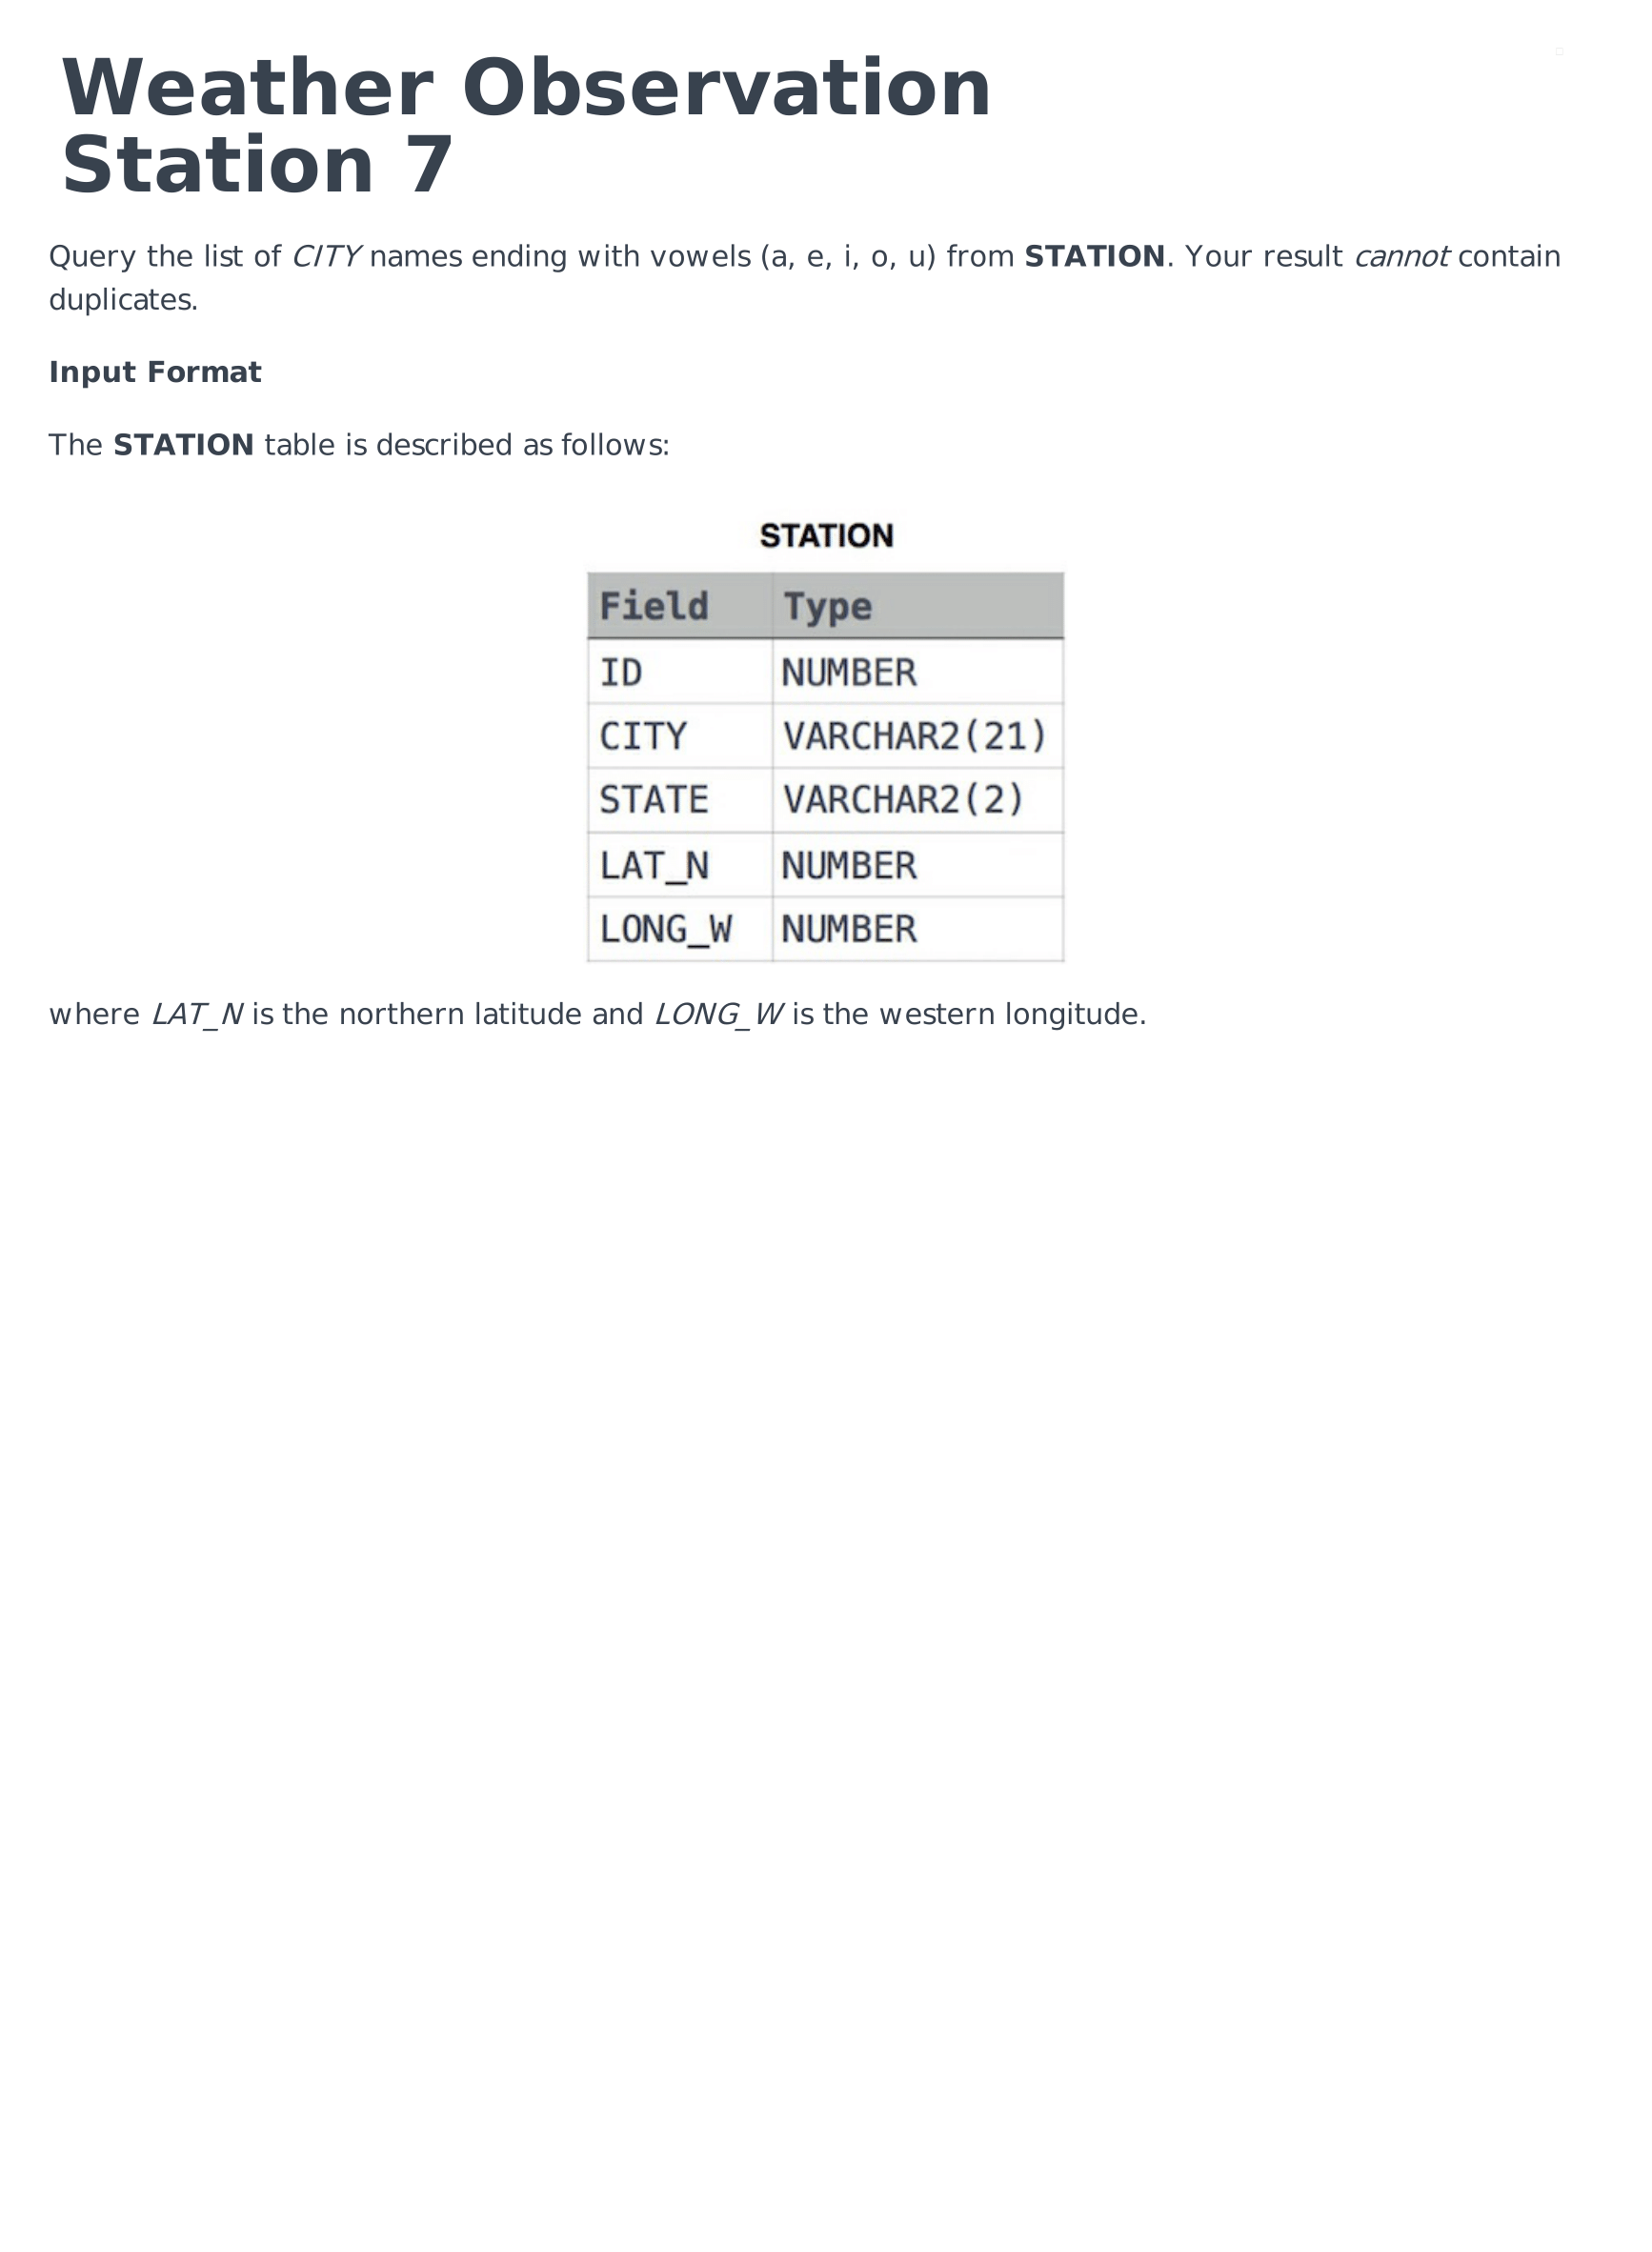 Weather Observation
Station 7
Query the list of CITY names ending with vowels (a, e, i, o, u) from STATION. Your result cannot contain
duplicates.
Input Format
The STATION table is described as follows:
STATION
Field Type
ID NUMBER
CITY VARCHAR2(21)
STATE VARCHAR2(2)
LAT_N NUMBER
LONG_W NUMBER
where LAT_N is the northern latitude and LONG_W is the western longitude.